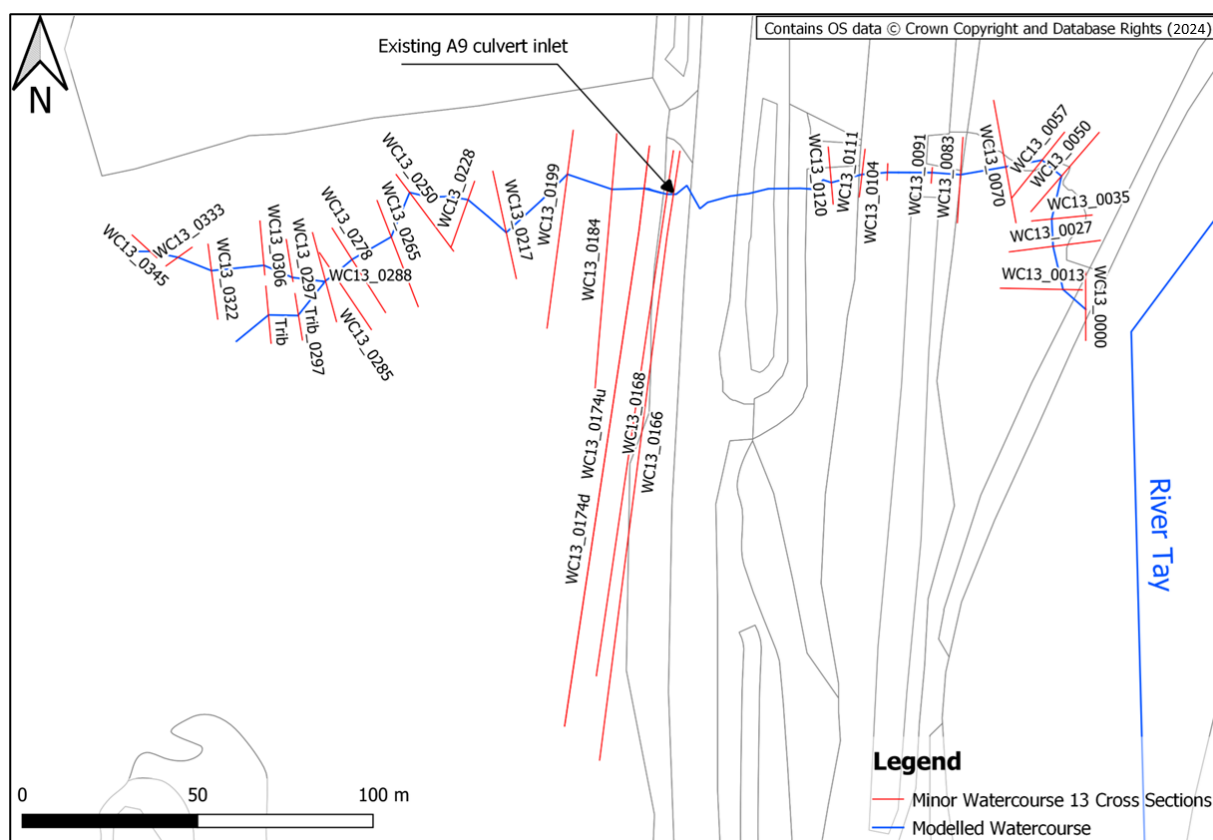 Contains OS data © Crown Copyright and Database Rights (2024)
Existing A9 culvert inlet
N
WC13_0345
WC13_0333
WC13_0322
WC13_0306
WC13_0297
Trib
Trib_0297
WC13_0288
WC13_0285
WC13_0278
WC13_0265
WC13_0250
WC13_0228
WC13_0217
WC13_0199
WC13_0184
WC13_0174u
WC13_0174d
WC13_0168
WC13_0166
WC13_0120
WC13_0111
WC13_0104
WC13_0091
WC13_0083
WC13_0070
WC13_0057
WC13_0050
WC13_0035
WC13_0027
WC13_0013
WC13_0000
River Tay
0 50 100 m
Legend
Minor Watercourse 13 Cross Sections
Modelled Watercourse